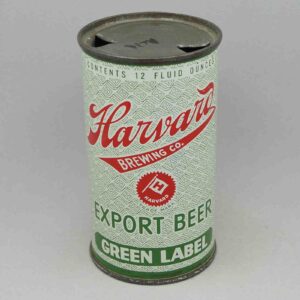 CONTENTS 12 FLUID OUNCES
Harvard
BREWING CO.
H
HARVARD
EXPORT BEER
GREEN LABEL